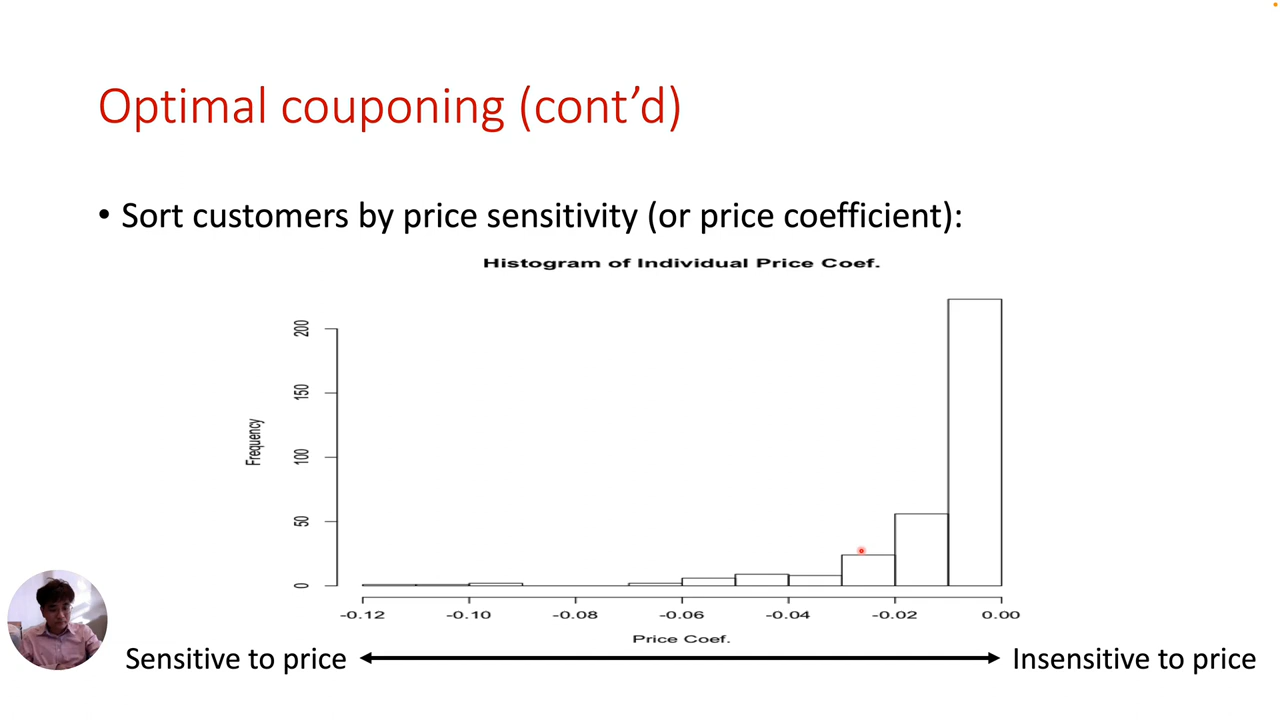 Optimal couponing (cont’d)
• Sort customers by price sensitivity (or price coefficient):
Histogram of Individual Price Coef.
200
150
100
50
0
Frequency
-0.12 -0.10 -0.08 -0.06 -0.04 -0.02 0.00
Price Coef.
Sensitive to price Insensitive to price